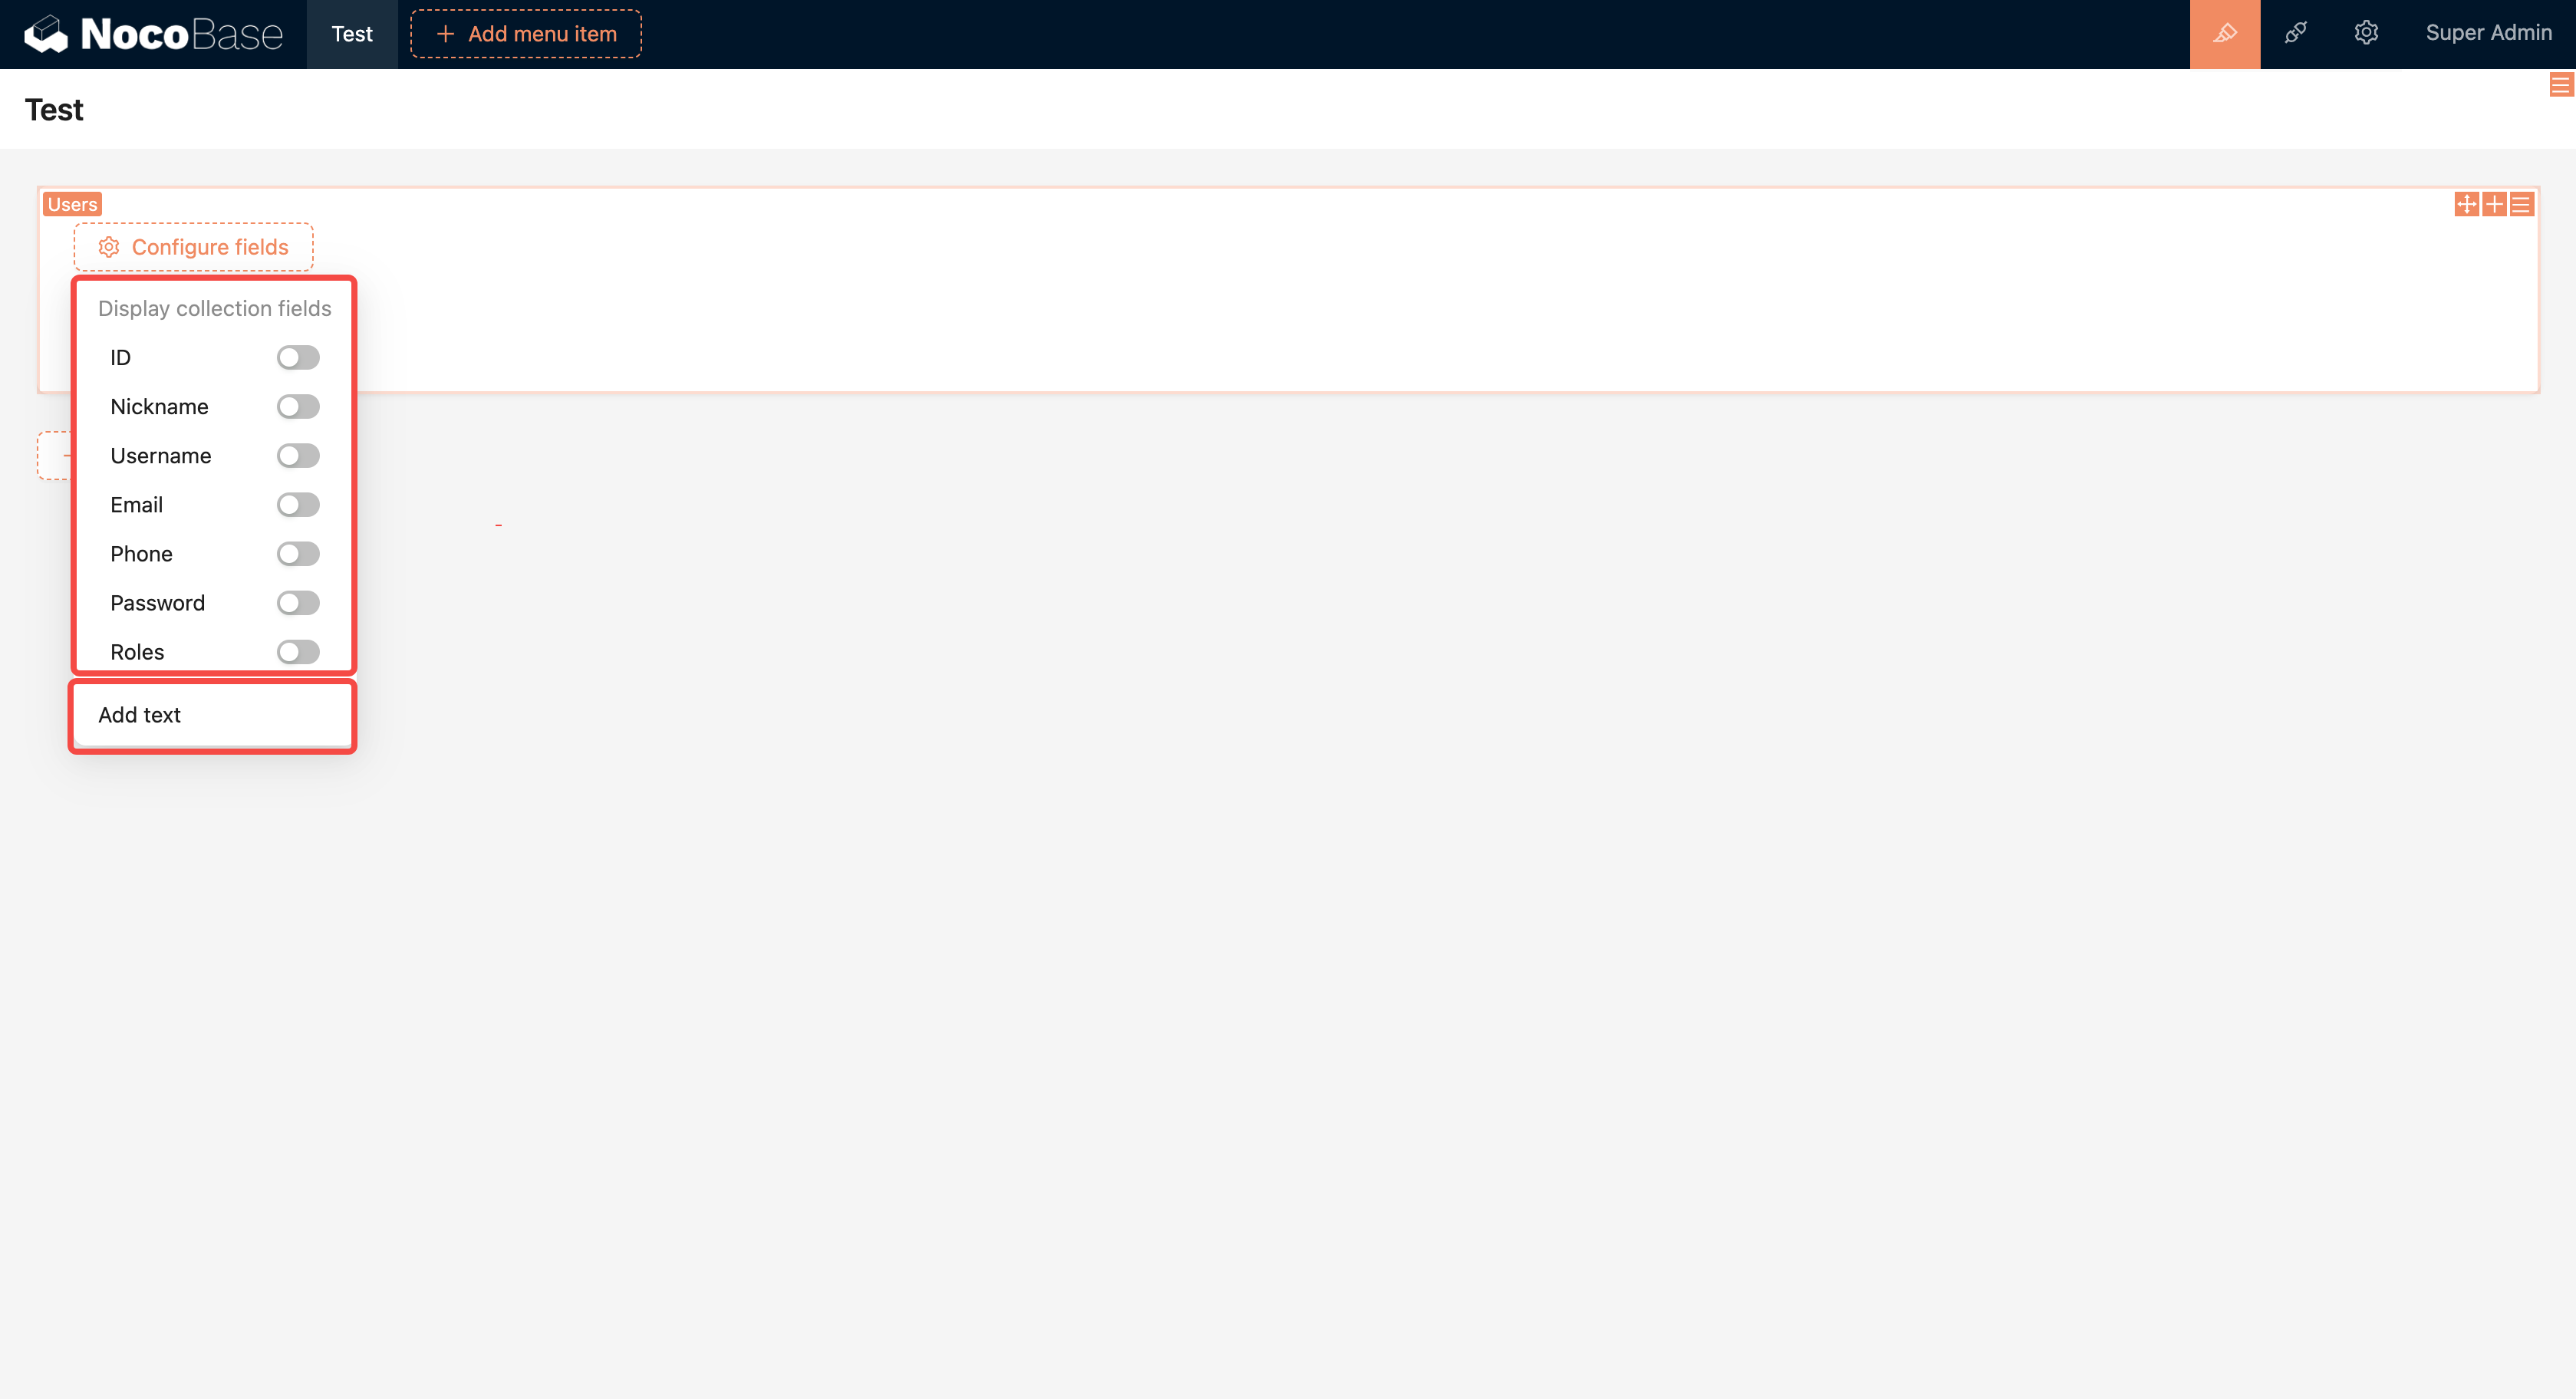 NocoBase Test + Add menu item Super Admin
Test
Users
Configure fields
Display collection fields
ID
Nickname
Username
Email
Phone
Password
Roles
Add text